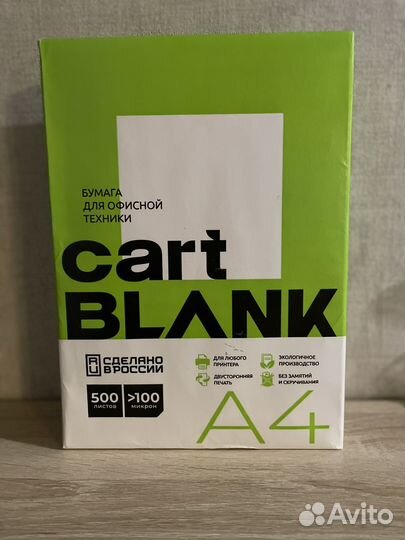 БУМАГА
ДЛЯ ОФИСНОЙ
ТЕХНИКИ
cart
BLANK
СДЕЛАНО
В РОССИИ
ДЛЯ ЛЮБОГО
ПРИНТЕРА
ЭКОЛОГИЧНОЕ
ПРОИЗВОДСТВО
500
ЛИСТОВ
>100
МИКРОН
ДВУСТОРОННЯЯ
ПЕЧАТЬ
БЕЗ ЗАМЯТИЙ
И СКРУЧИВАНИЯ
A4
Avito